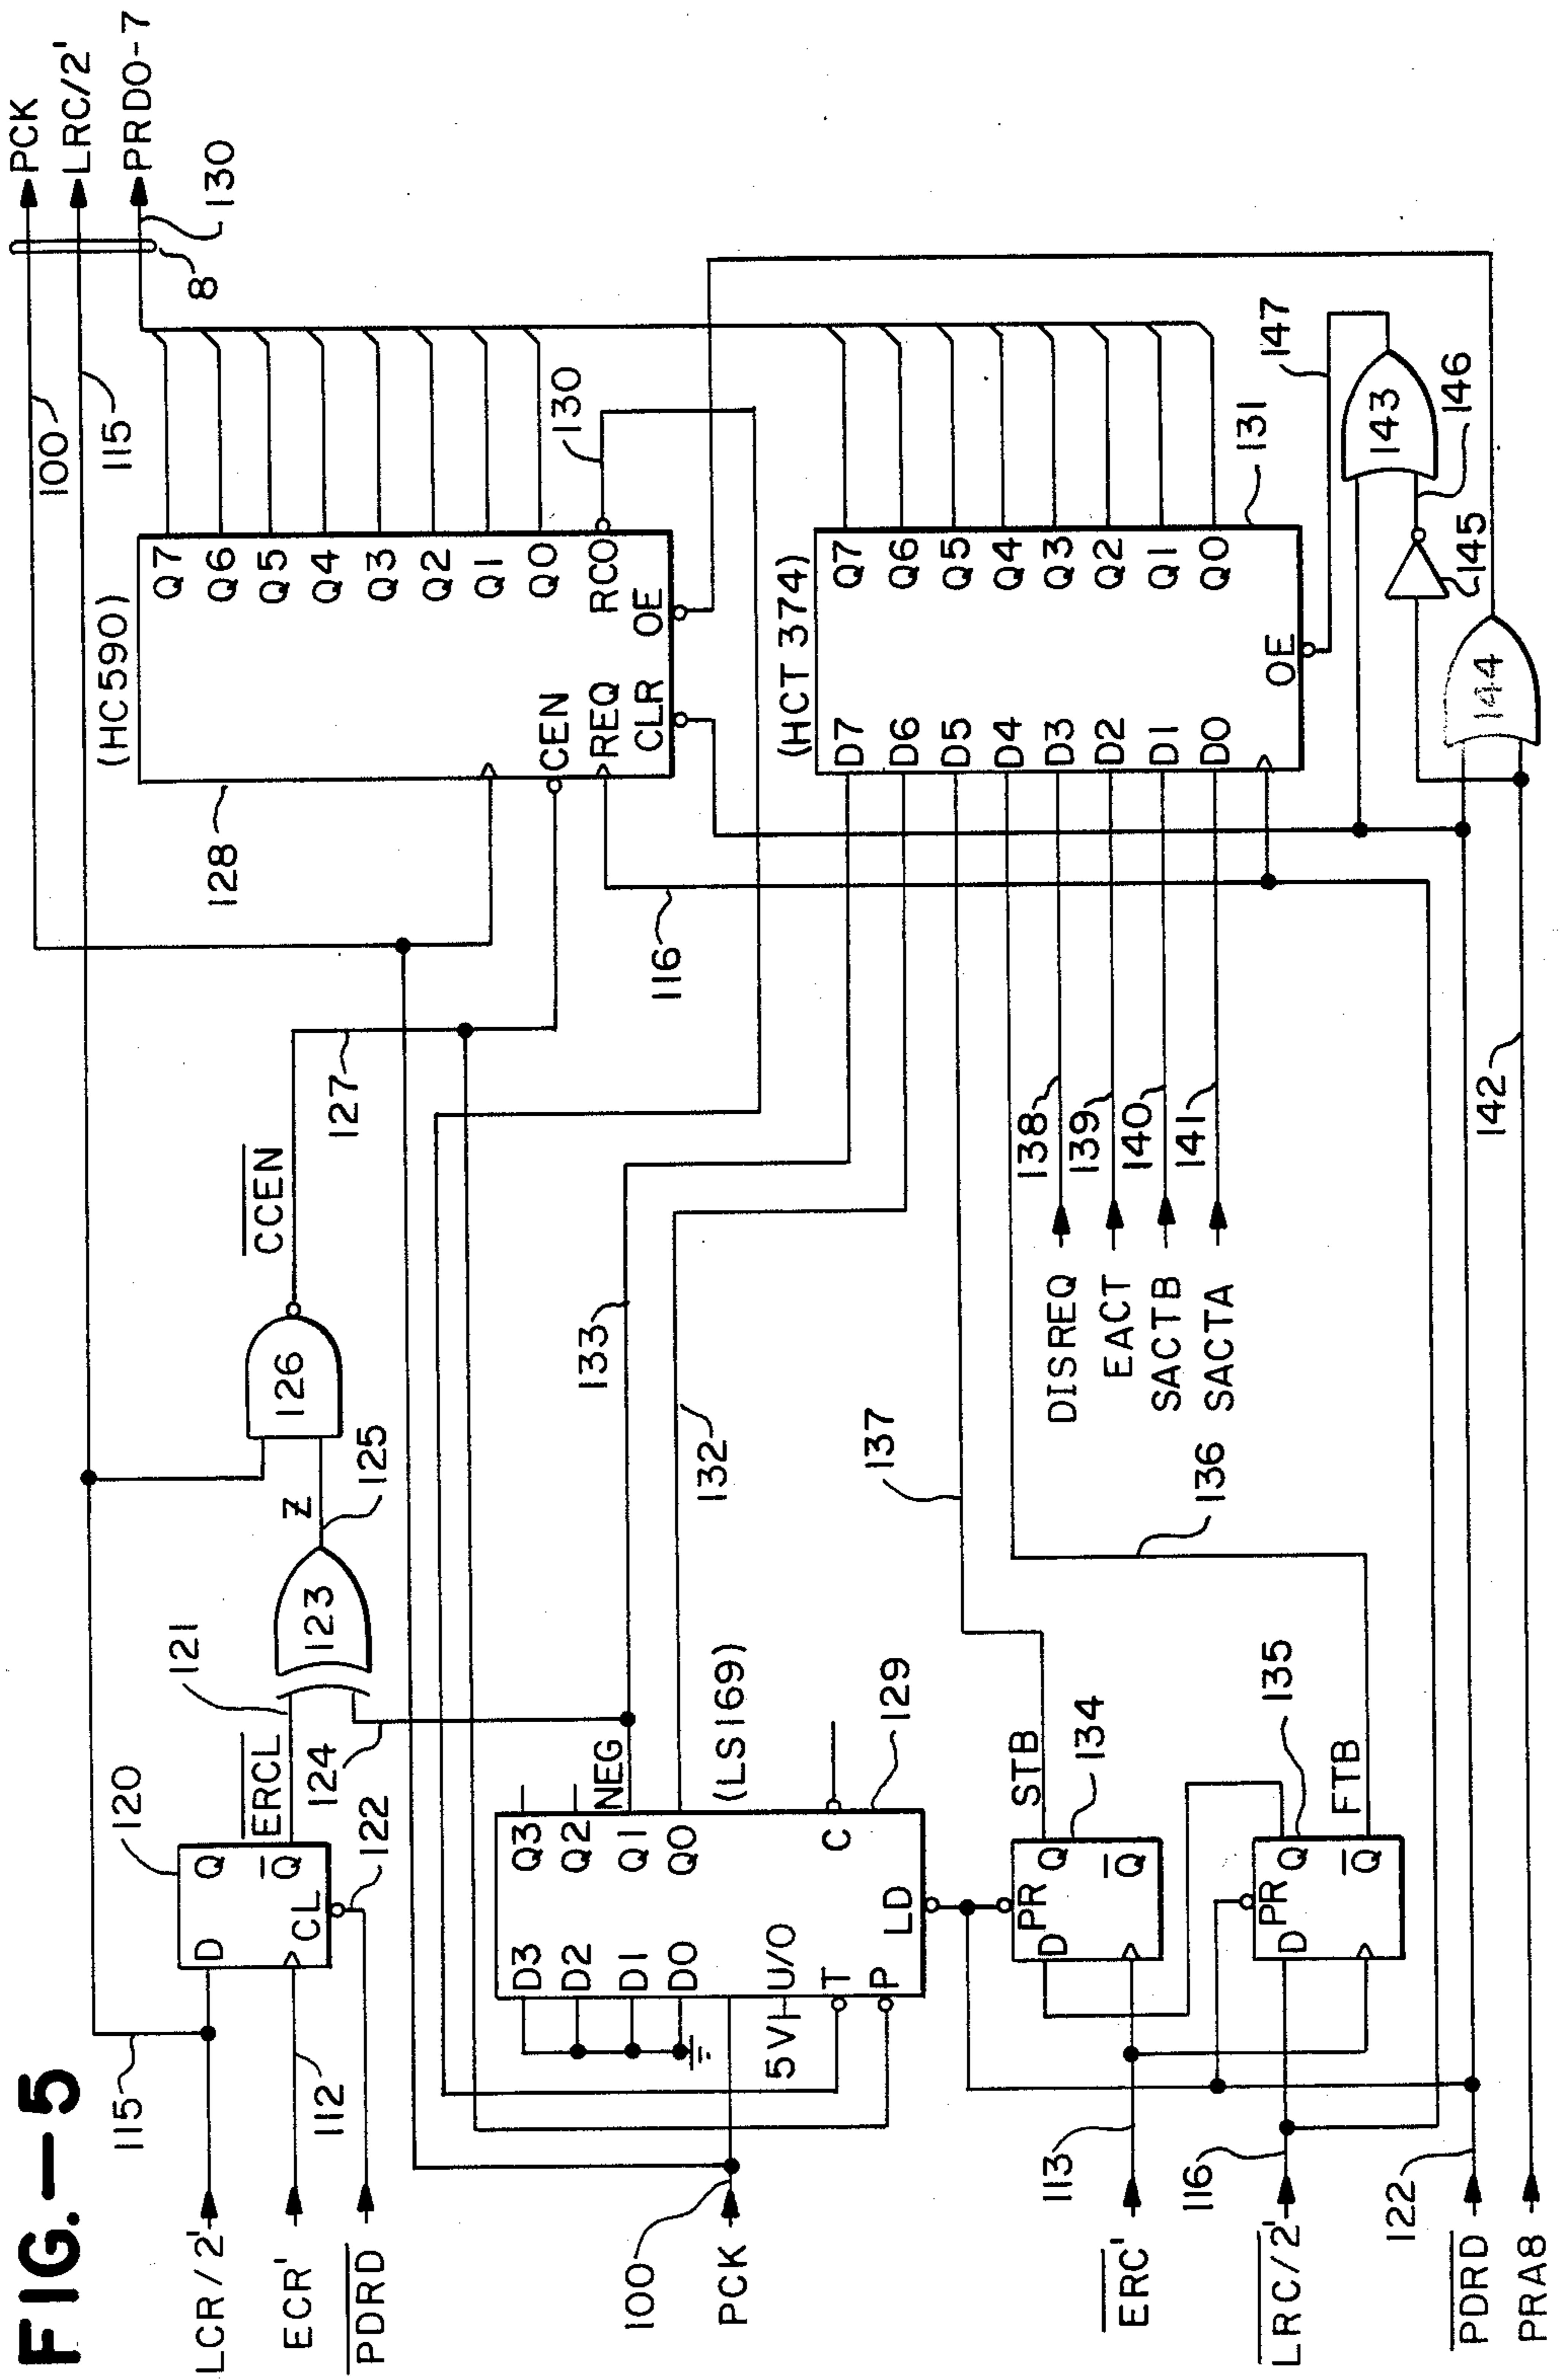 FIG.—5
PCK
LRC/2'
PRD0-7
100
115
8
130
115
LCR/2'
ECR'
112
PDRD
120
D Q
Q
CL
122
ERCL
121
124
123
Z
125
126
CCEN
127
128
(HC590)
Q7
Q6
Q5
Q4
Q3
Q2
Q1
Q0
CEN
REQ
RCO
CLR OE
130
116
100
PCK
D3 Q3
D2 Q2
D1 Q1
D0 Q0
NEG
5V U/O
T
P
LD
C
(LS169)
129
133
132
(HCT 374)
D7 Q7
D6 Q6
D5 Q5
D4 Q4
D3 Q3
D2 Q2
D1 Q1
D0 Q0
OE
131
147
137
136
DISREQ 138
EACT 139
SACTB 140
SACTA 141
113
ERC'
PR
D Q
Q
STB
134
116
LRC/2'
PR
D Q
Q
FTB
135
122
PDRD
PRA8
142
143
144
145
146